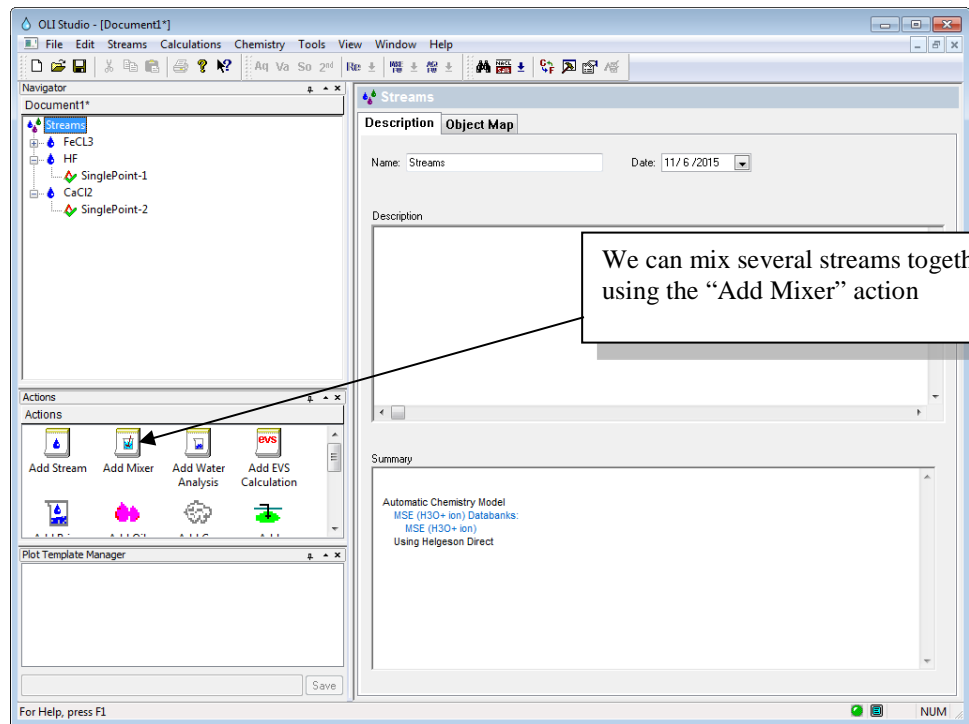 OLI Studio - [Document1*]
File Edit Streams Calculations Chemistry Tools View Window Help
Aq Va So 2nd
Navigator
Document1*
Streams
FeCL3
HF
SinglePoint-1
CaCl2
SinglePoint-2
Actions
Actions
Add Stream
Add Mixer
Add Water Analysis
evs
Add EVS Calculation
Plot Template Manager
Save
Streams
Description Object Map
Name: Streams
Date: 11/ 6 /2015
Description
We can mix several streams togeth
using the “Add Mixer” action
Summary
Automatic Chemistry Model
MSE (H3O+ ion) Databanks:
MSE (H3O+ ion)
Using Helgeson Direct
For Help, press F1
NUM